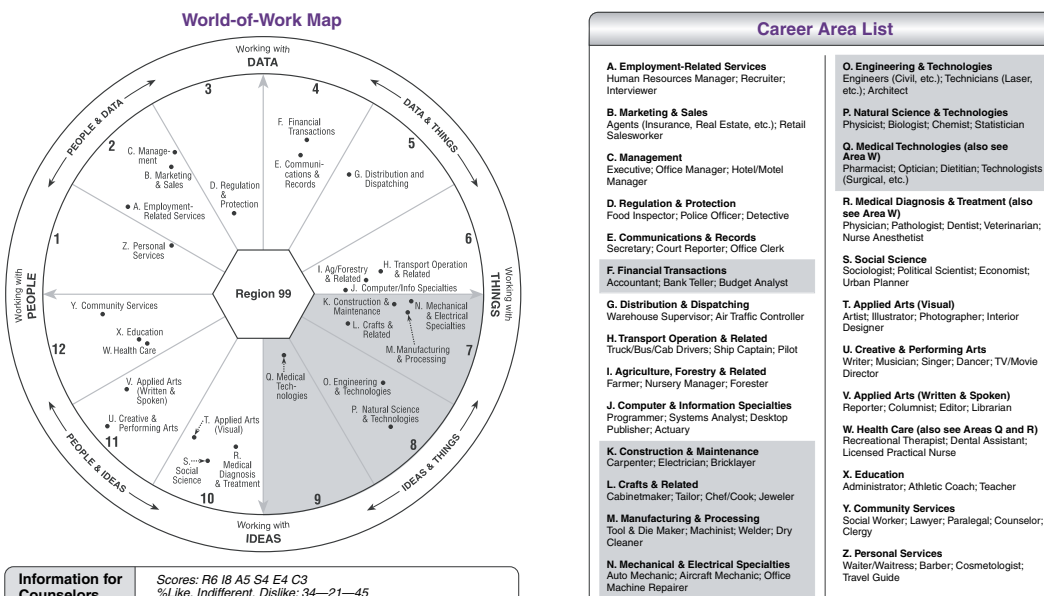 World-of-Work Map
Working with
DATA
PEOPLE & DATA
DATA & THINGS
Working with
PEOPLE
Working with
THINGS
PEOPLE & IDEAS
IDEAS & THINGS
Working with
IDEAS
1
2
3
4
5
6
7
8
9
10
11
12
Region 99
C. Manage-
ment
B. Marketing
& Sales
A. Employment-
Related Services
D. Regulation
&
Protection
Z. Personal
Services
F. Financial
Transactions
E. Communi-
cations &
Records
G. Distribution and
Dispatching
H. Transport Operation
& Related
I. Ag/Forestry
& Related
J. Computer/Info Specialties
K. Construction &
Maintenance
N. Mechanical
& Electrical
Specialties
L. Crafts &
Related
M. Manufacturing
& Processing
Y. Community Services
X. Education
W. Health Care
V. Applied Arts
(Written &
Spoken)
U. Creative &
Performing Arts
T. Applied Arts
(Visual)
S.
Social
Science
R.
Medical
Diagnosis
& Treatment
Q. Medical
Tech-
nologies
O. Engineering
& Technologies
P. Natural Science
& Technologies
Information for
Counselors
Scores: R6 I8 A5 S4 E4 C3
%Like, Indifferent, Dislike: 34—21—45
Career Area List
A. Employment-Related Services
Human Resources Manager; Recruiter;
Interviewer
B. Marketing & Sales
Agents (Insurance, Real Estate, etc.); Retail
Salesworker
C. Management
Executive; Office Manager; Hotel/Motel
Manager
D. Regulation & Protection
Food Inspector; Police Officer; Detective
E. Communications & Records
Secretary; Court Reporter; Office Clerk
F. Financial Transactions
Accountant; Bank Teller; Budget Analyst
G. Distribution & Dispatching
Warehouse Supervisor; Air Traffic Controller
H. Transport Operation & Related
Truck/Bus/Cab Drivers; Ship Captain; Pilot
I. Agriculture, Forestry & Related
Farmer; Nursery Manager; Forester
J. Computer & Information Specialties
Programmer; Systems Analyst; Desktop
Publisher; Actuary
K. Construction & Maintenance
Carpenter; Electrician; Bricklayer
L. Crafts & Related
Cabinetmaker; Tailor; Chef/Cook; Jeweler
M. Manufacturing & Processing
Tool & Die Maker; Machinist; Welder; Dry
Cleaner
N. Mechanical & Electrical Specialties
Auto Mechanic; Aircraft Mechanic; Office
Machine Repairer
O. Engineering & Technologies
Engineers (Civil, etc.); Technicians (Laser,
etc.); Architect
P. Natural Science & Technologies
Physicist; Biologist; Chemist; Statistician
Q. Medical Technologies (also see
Area W)
Pharmacist; Optician; Dietitian; Technologists
(Surgical, etc.)
R. Medical Diagnosis & Treatment (also
see Area W)
Physician; Pathologist; Dentist; Veterinarian;
Nurse Anesthetist
S. Social Science
Sociologist; Political Scientist; Economist;
Urban Planner
T. Applied Arts (Visual)
Artist; Illustrator; Photographer; Interior
Designer
U. Creative & Performing Arts
Writer; Musician; Singer; Dancer; TV/Movie
Director
V. Applied Arts (Written & Spoken)
Reporter; Columnist; Editor; Librarian
W. Health Care (also see Areas Q and R)
Recreational Therapist; Dental Assistant;
Licensed Practical Nurse
X. Education
Administrator; Athletic Coach; Teacher
Y. Community Services
Social Worker; Lawyer; Paralegal; Counselor;
Clergy
Z. Personal Services
Waiter/Waitress; Barber; Cosmetologist;
Travel Guide